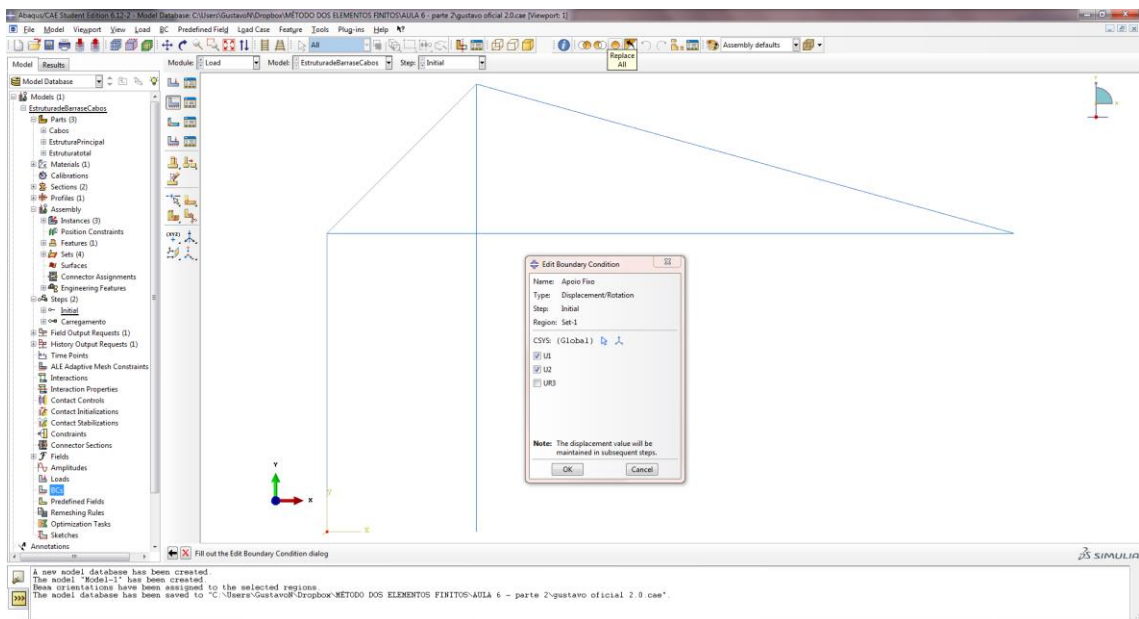 Abaqus/CAE Student Edition 6.12-2 - Model Database: C:\Users\GustavoN\Dropbox\MÉTODO DOS ELEMENTOS FINITOS\AULA 6 - parte 2\gustavo oficial 2.0.cae [Viewport: 1]
File Model Viewport View Load BC Predefined Field Load Case Feature Tools Plug-ins Help
All Assembly defaults
Replace
All
Model Results Module: Load Model: EstruturadeBarraseCabos Step: Initial
Model Database
Models (1)
EstruturadeBarraseCabos
Parts (3)
Cabos
EstruturaPrincipal
Estruturatotal
Materials (1)
Calibrations
Sections (2)
Profiles (1)
Assembly
Instances (3)
Position Constraints
Features (1)
Sets (4)
Surfaces
Connector Assignments
Engineering Features
Steps (2)
Initial
Carregamento
Field Output Requests (1)
History Output Requests (1)
Time Points
ALE Adaptive Mesh Constraints
Interactions
Interaction Properties
Contact Controls
Contact Initializations
Contact Stabilizations
Constraints
Connector Sections
Fields
Amplitudes
Loads
BCs
Predefined Fields
Remeshing Rules
Optimization Tasks
Sketches
Annotations
(XYZ)
Edit Boundary Condition
Name: Apoio Fixo
Type: Displacement/Rotation
Step: Initial
Region: Set-1
CSYS: (Global)
U1
U2
UR3
Note: The displacement value will be
maintained in subsequent steps.
OK Cancel
Y
X
Y
X
Fill out the Edit Boundary Condition dialog
SIMULIA
A new model database has been created.
The model "Model-1" has been created.
Beam orientations have been assigned to the selected regions.
The model database has been saved to "C:\Users\GustavoN\Dropbox\MÉTODO DOS ELEMENTOS FINITOS\AULA 6 - parte 2\gustavo oficial 2.0.cae".